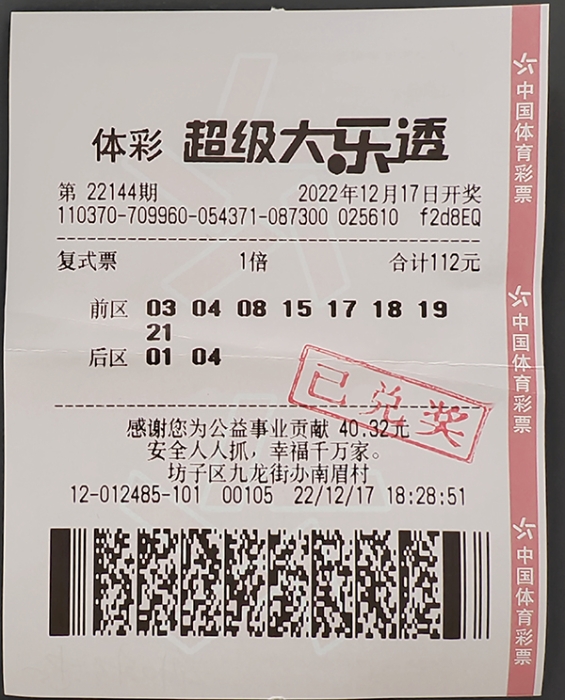 体彩 超级大乐透
第 22144期 2022年12月17日开奖
110370-709960-054371-087300 025610 f2d8EQ
复式票 1倍 合计112元
前区 03 04 08 15 17 18 19
21
后区 01 04
已兑奖
感谢您为公益事业贡献 40.32元
安全人人抓，幸福千万家。
坊子区九龙街办南眉村
12-012485-101 00105 22/12/17 18:28:51
中国体育彩票
中国体育彩票
中国体育彩票